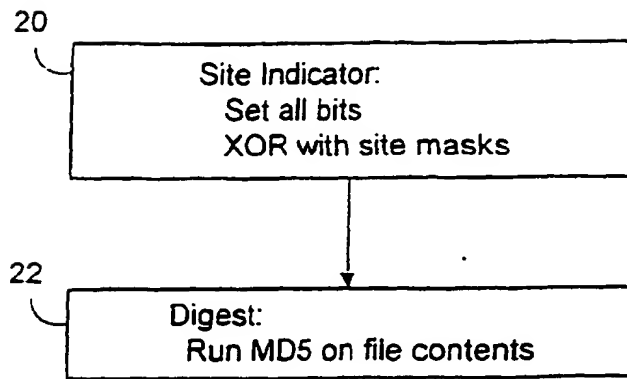 20
Site Indicator:
Set all bits
XOR with site masks
22
Digest:
Run MD5 on file contents